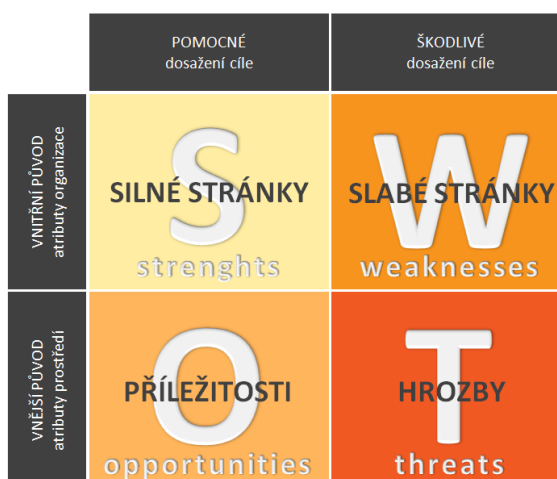 POMOCNÉ
dosažení cíle
ŠKODLIVÉ
dosažení cíle
VNITŘNÍ PŮVOD
atributy organizace
S
SILNÉ STRÁNKY
strenghts
W
SLABÉ STRÁNKY
weaknesses
VNĚJŠÍ PŮVOD
atributy prostředí
O
PŘÍLEŽITOSTI
opportunities
T
HROZBY
threats